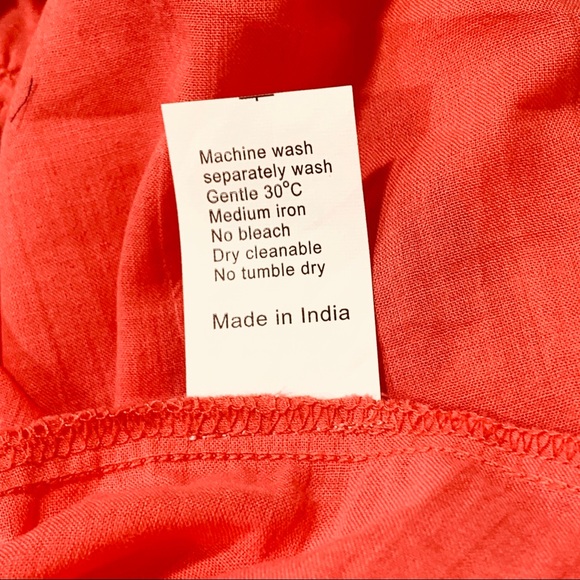 Machine wash
separately wash
Gentle 30°C
Medium iron
No bleach
Dry cleanable
No tumble dry
Made in India